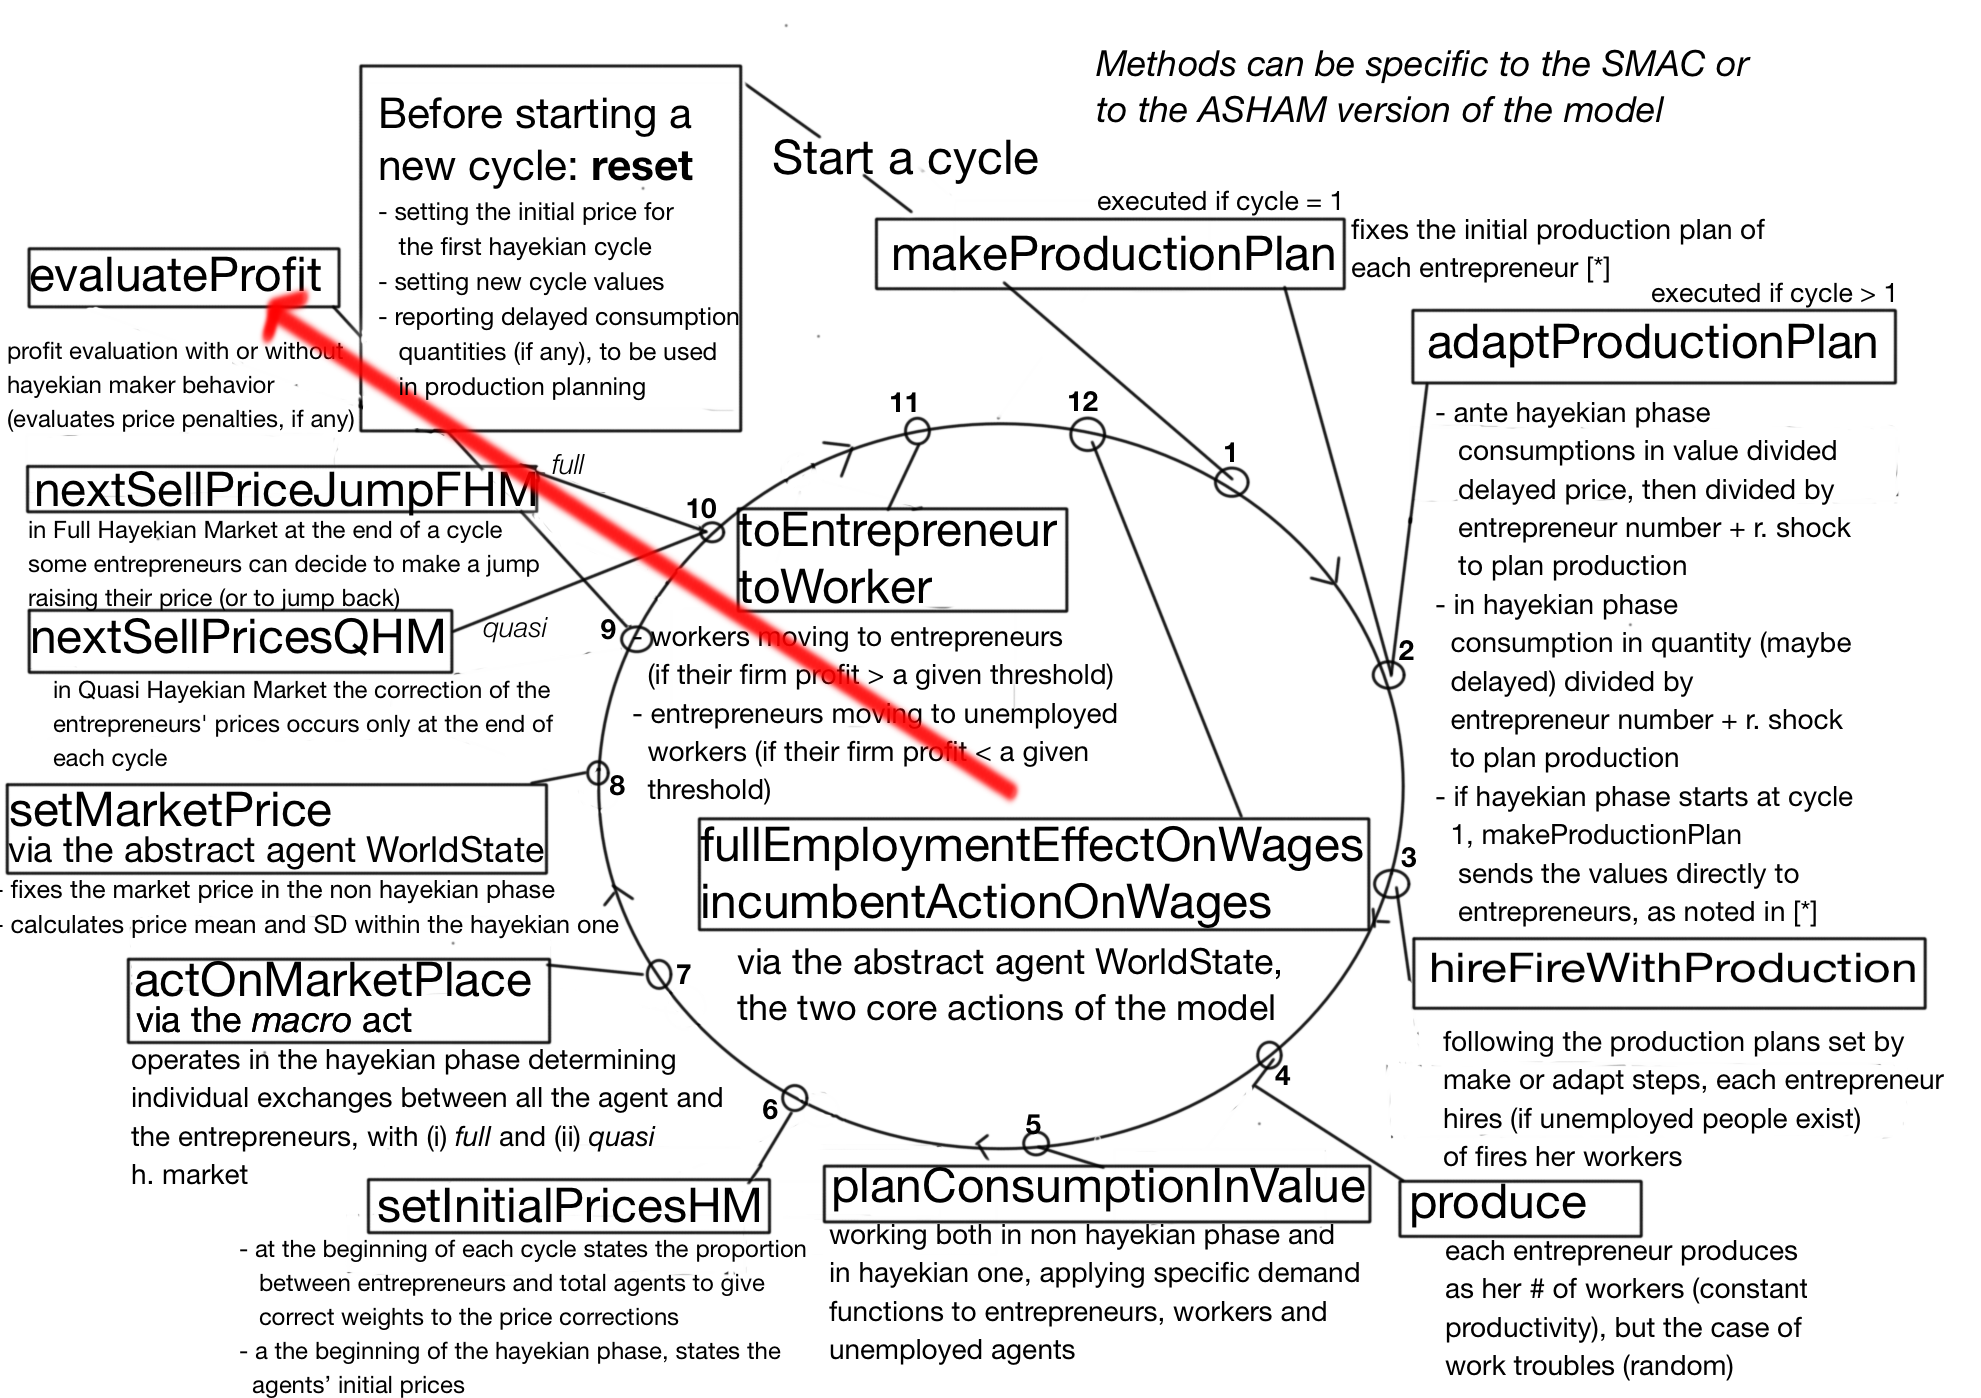 Methods can be specific to the SMAC or
to the ASHAM version of the model
Before starting a
new cycle: reset
- setting the initial price for
the first hayekian cycle
- setting new cycle values
- reporting delayed consumption
quantities (if any), to be used
in production planning
Start a cycle
executed if cycle = 1
makeProductionPlan
fixes the initial production plan of
each entrepreneur [*]
executed if cycle > 1
adaptProductionPlan
- ante hayekian phase
consumptions in value divided
delayed price, then divided by
entrepreneur number + r. shock
to plan production
- in hayekian phase
consumption in quantity (maybe
delayed) divided by
entrepreneur number + r. shock
to plan production
- if hayekian phase starts at cycle
1, makeProductionPlan
sends the values directly to
entrepreneurs, as noted in [*]
evaluateProfit
profit evaluation with or without
hayekian maker behavior
(evaluates price penalties, if any)
nextSellPriceJumpFHM
full
in Full Hayekian Market at the end of a cycle
some entrepreneurs can decide to make a jump
raising their price (or to jump back)
nextSellPricesQHM
quasi
in Quasi Hayekian Market the correction of the
entrepreneurs' prices occurs only at the end of
each cycle
11
12
1
10
2
9
3
8
4
7
5
6
toEntrepreneur
toWorker
- workers moving to entrepreneurs
(if their firm profit > a given threshold)
- entrepreneurs moving to unemployed
workers (if their firm profit < a given
threshold)
setMarketPrice
via the abstract agent WorldState
- fixes the market price in the non hayekian phase
- calculates price mean and SD within the hayekian one
fullEmploymentEffectOnWages
incumbentActionOnWages
via the abstract agent WorldState,
the two core actions of the model
hireFireWithProduction
following the production plans set by
make or adapt steps, each entrepreneur
hires (if unemployed people exist)
of fires her workers
actOnMarketPlace
via the macro act
operates in the hayekian phase determining
individual exchanges between all the agent and
the entrepreneurs, with (i) full and (ii) quasi
h. market
setInitialPricesHM
- at the beginning of each cycle states the proportion
between entrepreneurs and total agents to give
correct weights to the price corrections
- a the beginning of the hayekian phase, states the
agents’ initial prices
planConsumptionInValue
working both in non hayekian phase and
in hayekian one, applying specific demand
functions to entrepreneurs, workers and
unemployed agents
produce
each entrepreneur produces
as her # of workers (constant
productivity), but the case of
work troubles (random)